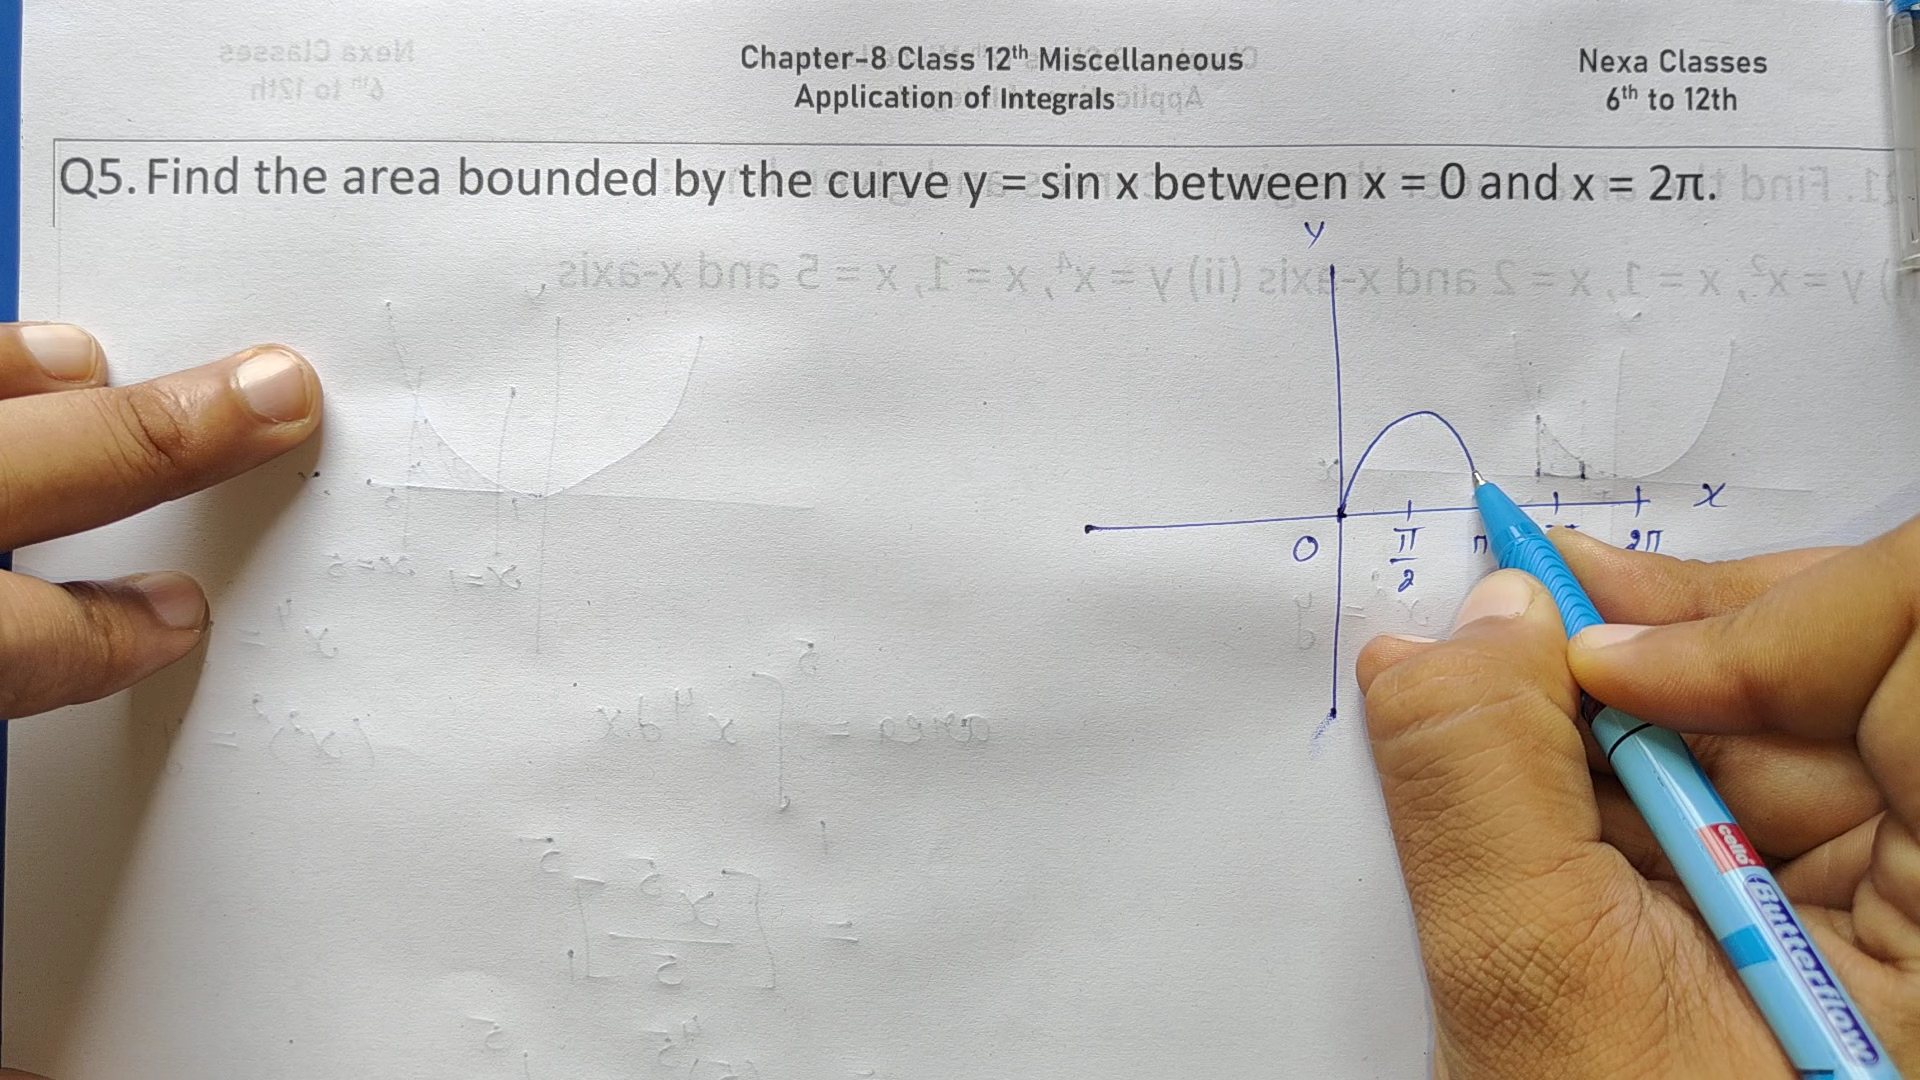 Chapter-8 Class 12th Miscellaneous
Application of Integrals
Nexa Classes
6th to 12th
Q5. Find the area bounded by the curve y = sin x between x = 0 and x = 2π.
y
x
O
π/2
π
2π
cello
Butterflow